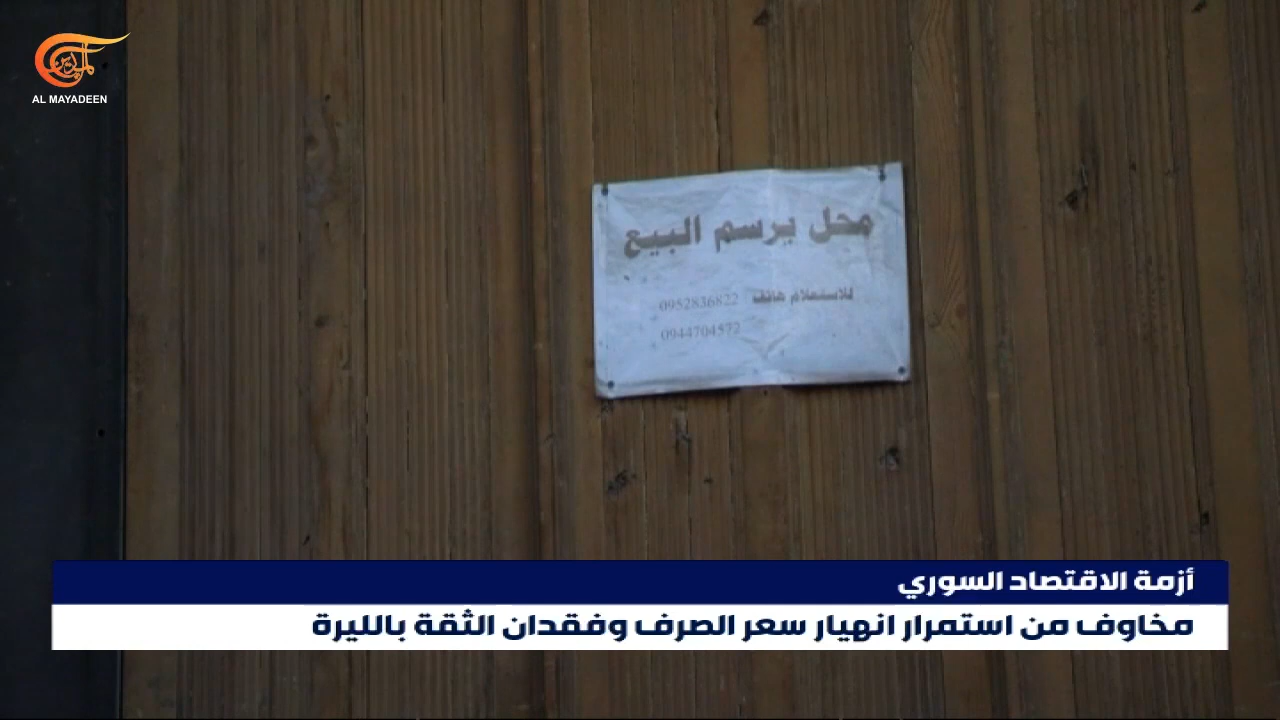 الميادين
AL MAYADEEN
محل برسم البيع
للاستعلام هاتف 0952836822
0944704572
أزمة الاقتصاد السوري
مخاوف من استمرار انهيار سعر الصرف وفقدان الثقة بالليرة